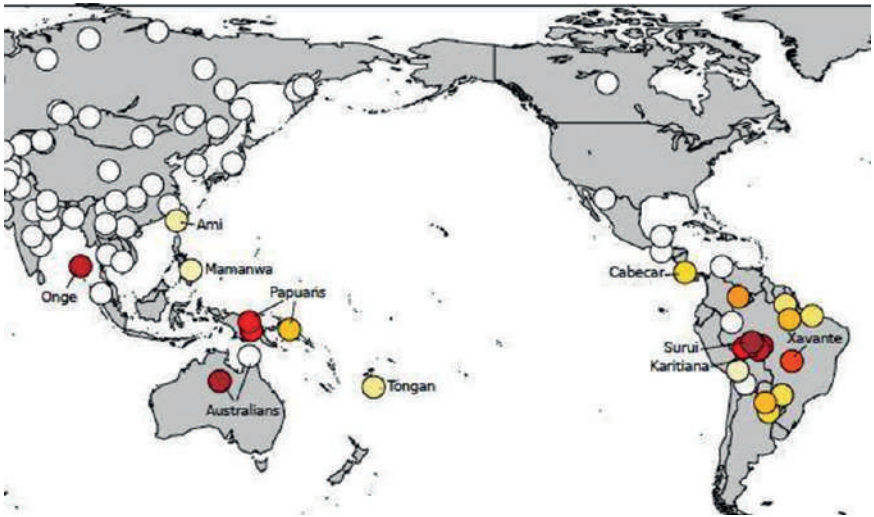 Ami
Mamanwa
Onge
Papuans
Cabecar
Surui
Xavante
Karitiana
Tongan
Australians